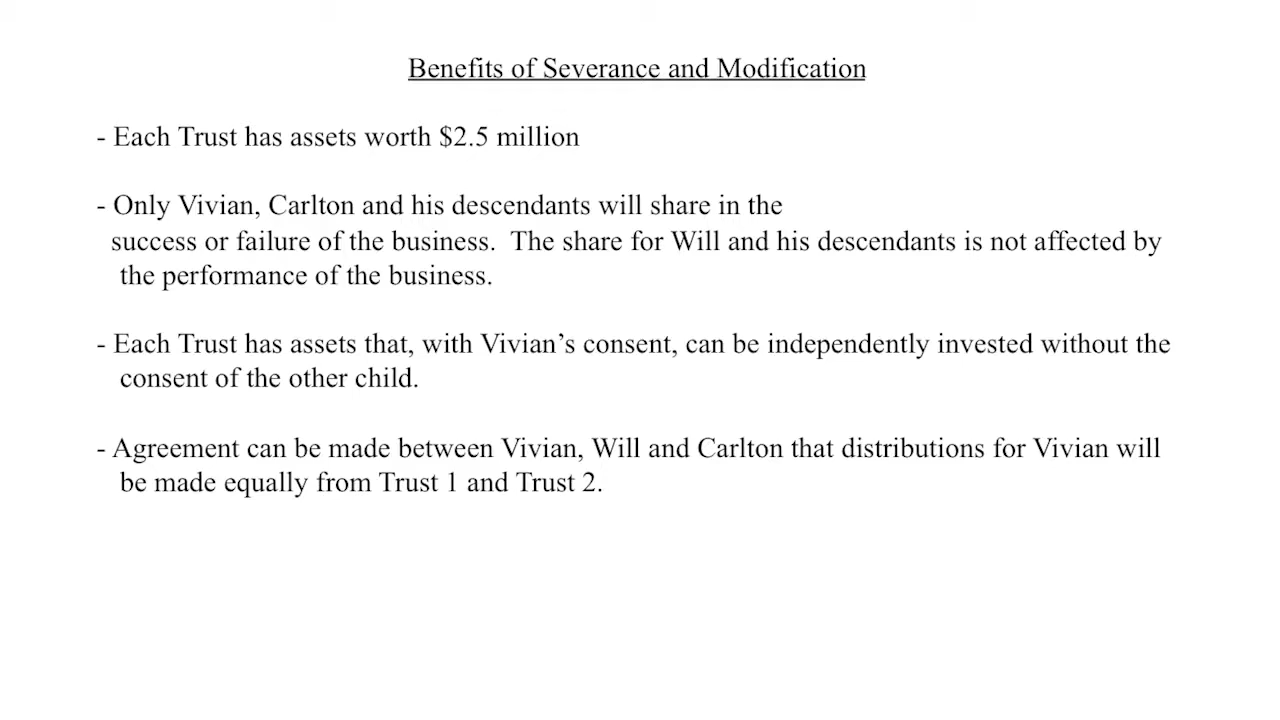 Benefits of Severance and Modification
- Each Trust has assets worth $2.5 million
- Only Vivian, Carlton and his descendants will share in the
success or failure of the business.  The share for Will and his descendants is not affected by
the performance of the business.
- Each Trust has assets that, with Vivian’s consent, can be independently invested without the
consent of the other child.
- Agreement can be made between Vivian, Will and Carlton that distributions for Vivian will
be made equally from Trust 1 and Trust 2.